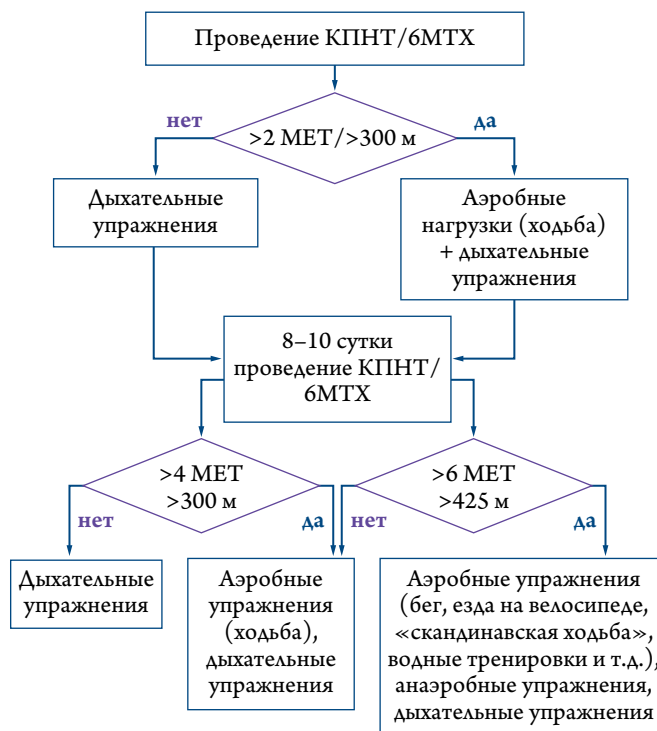 Проведение КПНТ/6МТХ
нет
да
>2 МЕТ/>300 м
Дыхательные
упражнения
Аэробные
нагрузки (ходьба)
+ дыхательные
упражнения
8–10 сутки
проведение КПНТ/
6МТХ
>4 МЕТ
>300 м
>6 МЕТ
>425 м
нет
да
нет
да
Дыхательные
упражнения
Аэробные
упражнения
(ходьба),
дыхательные
упражнения
Аэробные упражнения
(бег, езда на велосипеде,
«скандинавская ходьба»,
водные тренировки и т.д.),
анаэробные упражнения,
дыхательные упражнения